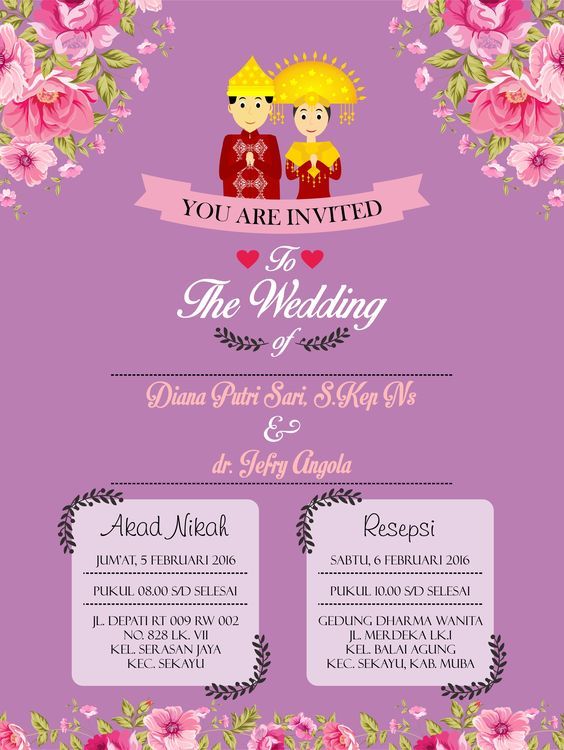 YOU ARE INVITED
To
The Wedding
of
Diana Putri Sari, S.Kep Ns
&
dr. Jefry Angola
Akad Nikah
JUM'AT, 5 FEBRUARI 2016
PUKUL 08.00 S/D SELESAI
JL. DEPATI RT 009 RW 002
NO. 828 LK. VII
KEL. SERASAN JAYA
KEC. SEKAYU
Resepsi
SABTU, 6 FEBRUARI 2016
PUKUL 10.00 S/D SELESAI
GEDUNG DHARMA WANITA
JL. MERDEKA LK.I
KEL. BALAI AGUNG
KEC. SEKAYU, KAB. MUBA